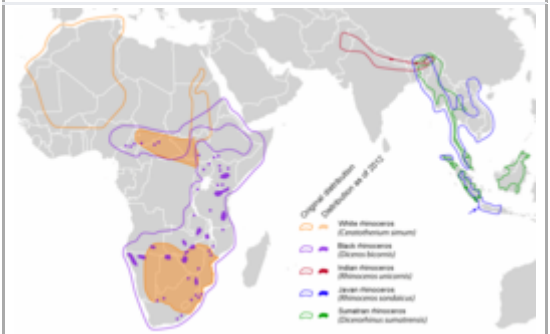 Original distribution
Distribution as of 2012
White rhinoceros
(Ceratotherium simum)
Black rhinoceros
(Diceros bicornis)
Indian rhinoceros
(Rhinoceros unicornis)
Javan rhinoceros
(Rhinoceros sondaicus)
Sumatran rhinoceros
(Dicerorhinus sumatrensis)